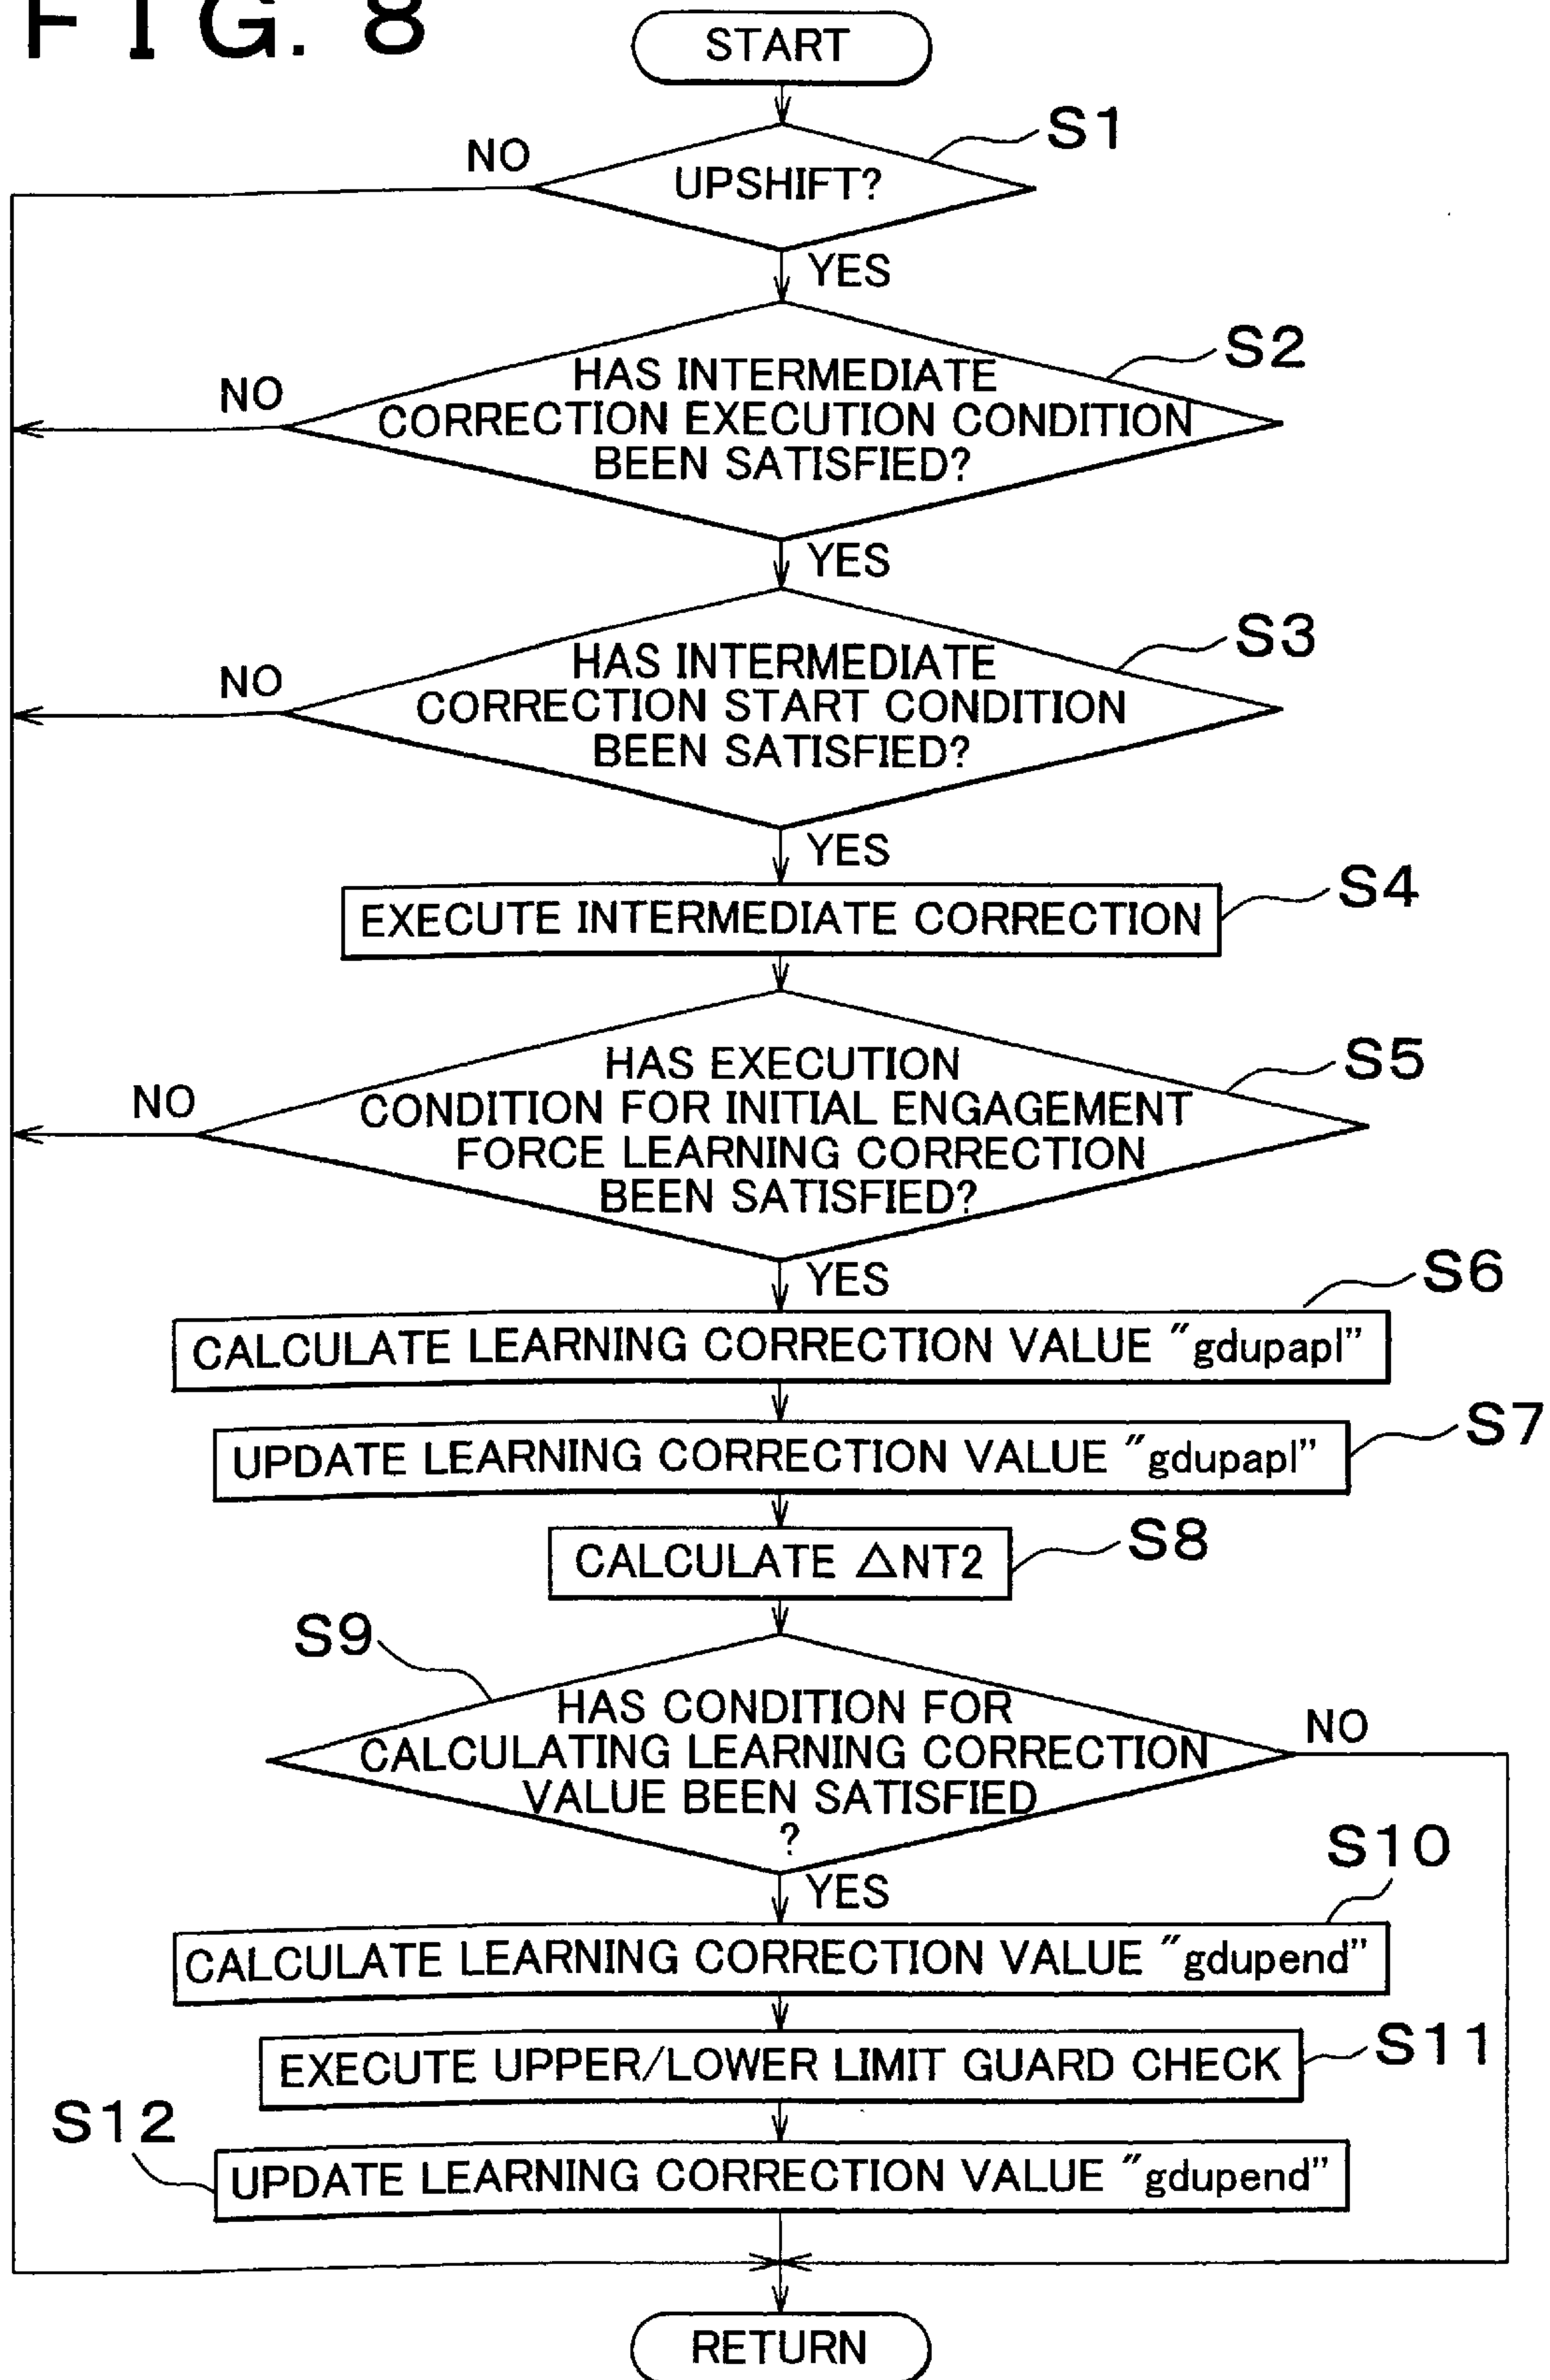 FIG. 8
START
S1
NO
UPSHIFT?
YES
S2
HAS INTERMEDIATE
NO
CORRECTION EXECUTION CONDITION
BEEN SATISFIED?
YES
S3
HAS INTERMEDIATE
NO
CORRECTION START CONDITION
BEEN SATISFIED?
YES
S4
EXECUTE INTERMEDIATE CORRECTION
S5
HAS EXECUTION
NO
CONDITION FOR INITIAL ENGAGEMENT
FORCE LEARNING CORRECTION
BEEN SATISFIED?
YES
S6
CALCULATE LEARNING CORRECTION VALUE "gdupapl"
S7
UPDATE LEARNING CORRECTION VALUE "gdupapl"
S8
CALCULATE △NT2
S9
HAS CONDITION FOR
NO
CALCULATING LEARNING CORRECTION
VALUE BEEN SATISFIED
?
S10
YES
CALCULATE LEARNING CORRECTION VALUE "gdupend"
S11
EXECUTE UPPER/LOWER LIMIT GUARD CHECK
S12
UPDATE LEARNING CORRECTION VALUE "gdupend"
RETURN